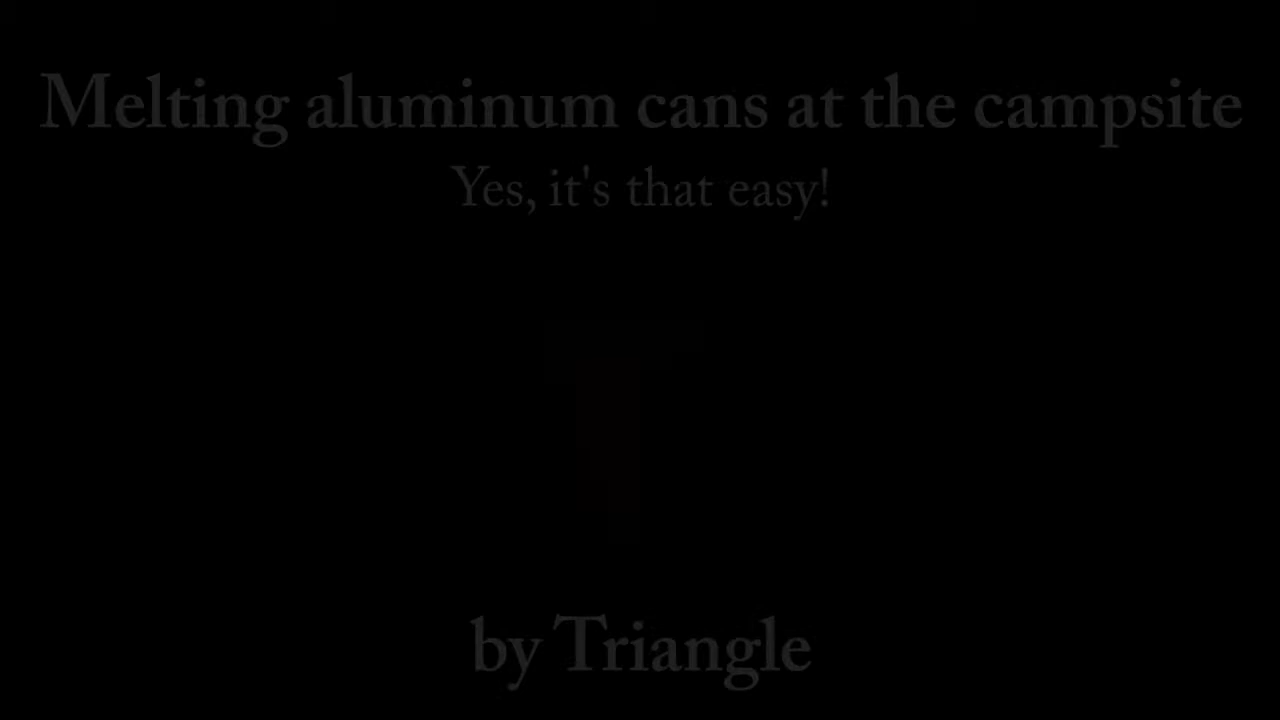 Melting aluminum cans at the campsite
Yes, it's that easy!
by Triangle